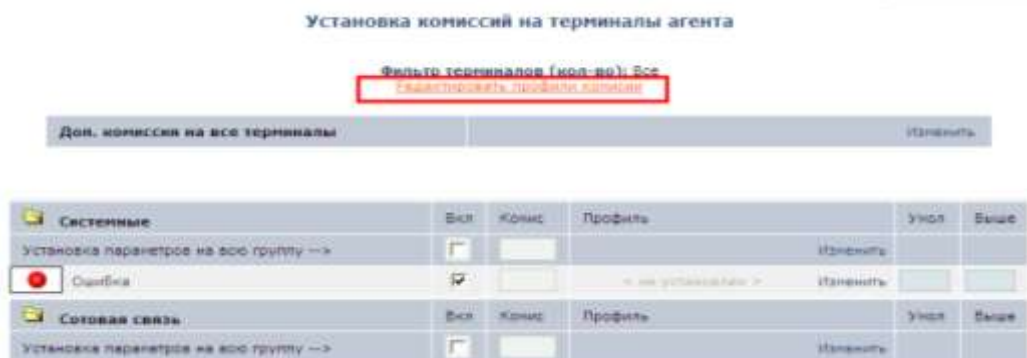 Установка комиссий на терминалы агента
Фильтр терминалов (кол-во): Все
Редактировать профили комиссии
Доп. комиссия на все терминалы Изменить
Системные Вкл Комис Профиль Умол Выше
Установка параметров на всю группу --> Изменить
Ошибка < не установлен > Изменить
Сотовая связь Вкл Комис Профиль Умол Выше
Установка параметров на всю группу --> Изменить